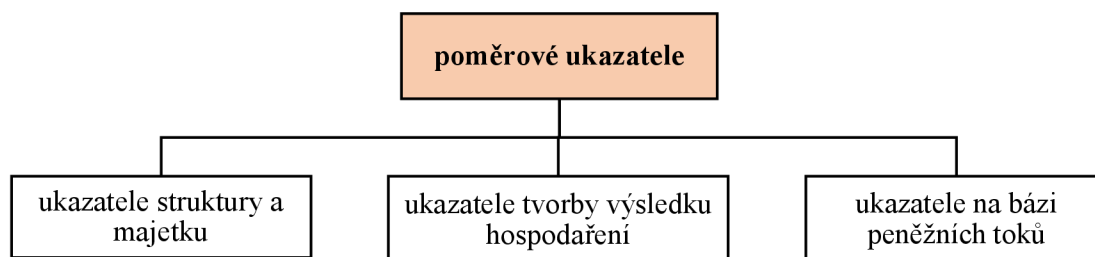 poměrové ukazatele
ukazatele struktury a
majetku
ukazatele tvorby výsledku
hospodaření
ukazatele na bázi
peněžních toků